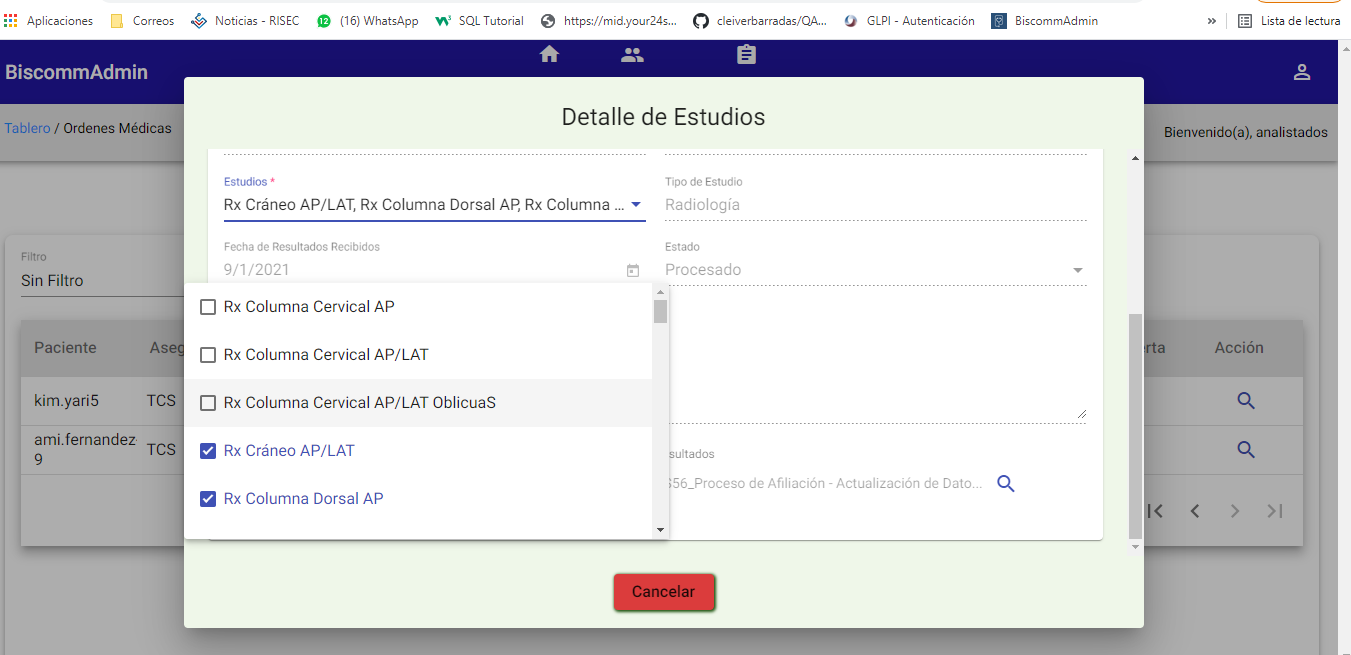 Aplicaciones Correos Noticias - RISEC (16) WhatsApp SQL Tutorial https://mid.your24s... cleiverbarradas/QA... GLPI - Autenticación BiscommAdmin » Lista de lectura
BiscommAdmin
Tablero / Ordenes Médicas
Bienvenido(a), analistados
Detalle de Estudios
Estudios *
Tipo de Estudio
Rx Cráneo AP/LAT, Rx Columna Dorsal AP, Rx Columna ...
Radiología
Fecha de Resultados Recibidos
Estado
9/1/2021
Procesado
Filtro
Sin Filtro
Rx Columna Cervical AP
Rx Columna Cervical AP/LAT
Rx Columna Cervical AP/LAT OblicuaS
Rx Cráneo AP/LAT
Rx Columna Dorsal AP
Paciente Aseg rta Acción
kim.yari5 TCS
ami.fernandez-
9 TCS
sultados
S56_Proceso de Afiliación - Actualización de Dato...
Cancelar